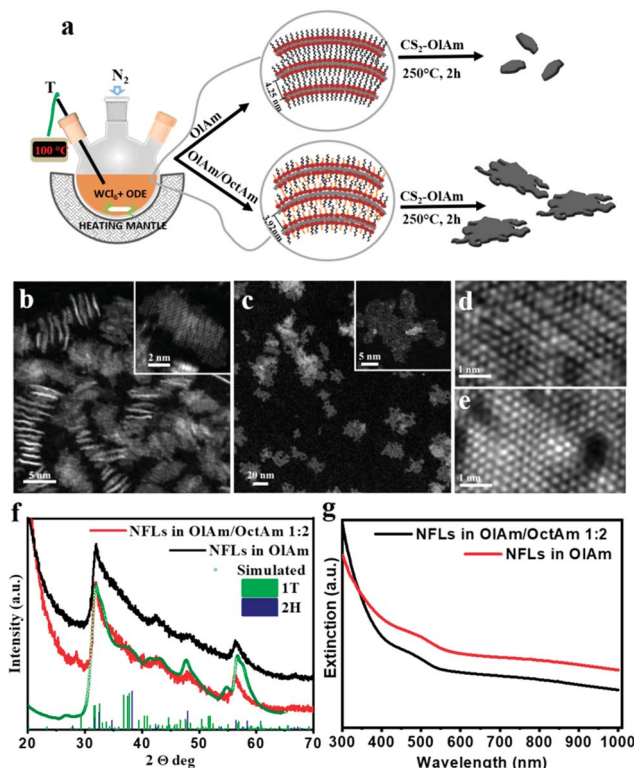 a
N2
T
100 °C
WCl6+ ODE
HEATING MANTLE
OlAm
OlAm/OctAm
4.25 nm
1.92nm
CS2-OlAm
250°C, 2h
CS2-OlAm
250°C, 2h
b
2 nm
5 nm
c
5 nm
20 nm
d
1 nm
e
1 nm
f
NFLs in OlAm/OctAm 1:2
NFLs in OlAm
Simulated
1T
2H
Intensity (a.u.)
20 30 40 50 60 70
2 Θ deg
g
NFLs in OlAm/OctAm 1:2
NFLs in OlAm
Extinction (a.u.)
300 400 500 600 700 800 900 1000
Wavelength (nm)